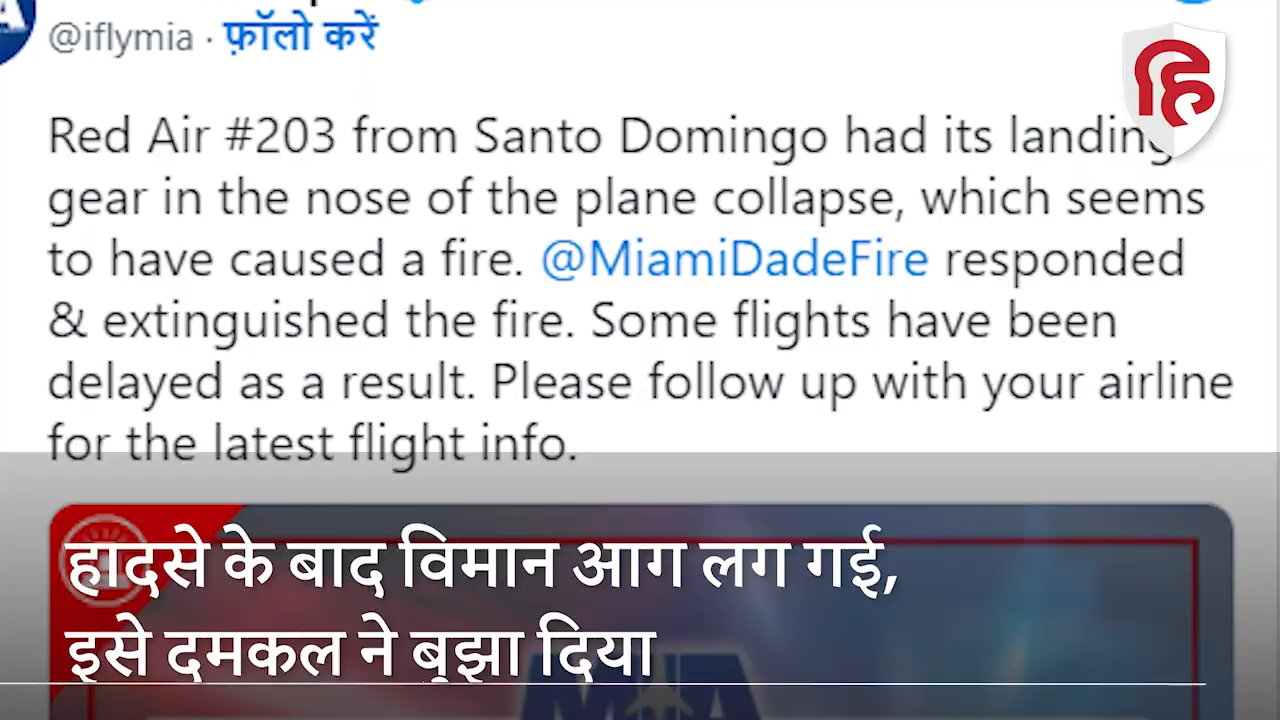 @iflymia · फ़ॉलो करें
हि
Red Air #203 from Santo Domingo had its landing
gear in the nose of the plane collapse, which seems
to have caused a fire. @MiamiDadeFire responded
& extinguished the fire. Some flights have been
delayed as a result. Please follow up with your airline
for the latest flight info.
हादसे के बाद विमान आग लग गई,
इसे दमकल ने बुझा दिया
MIA